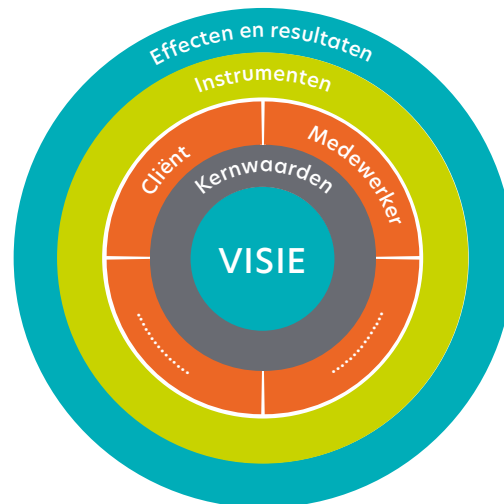 Effecten en resultaten
Instrumenten
Cliënt
Medewerker
Kernwaarden
VISIE